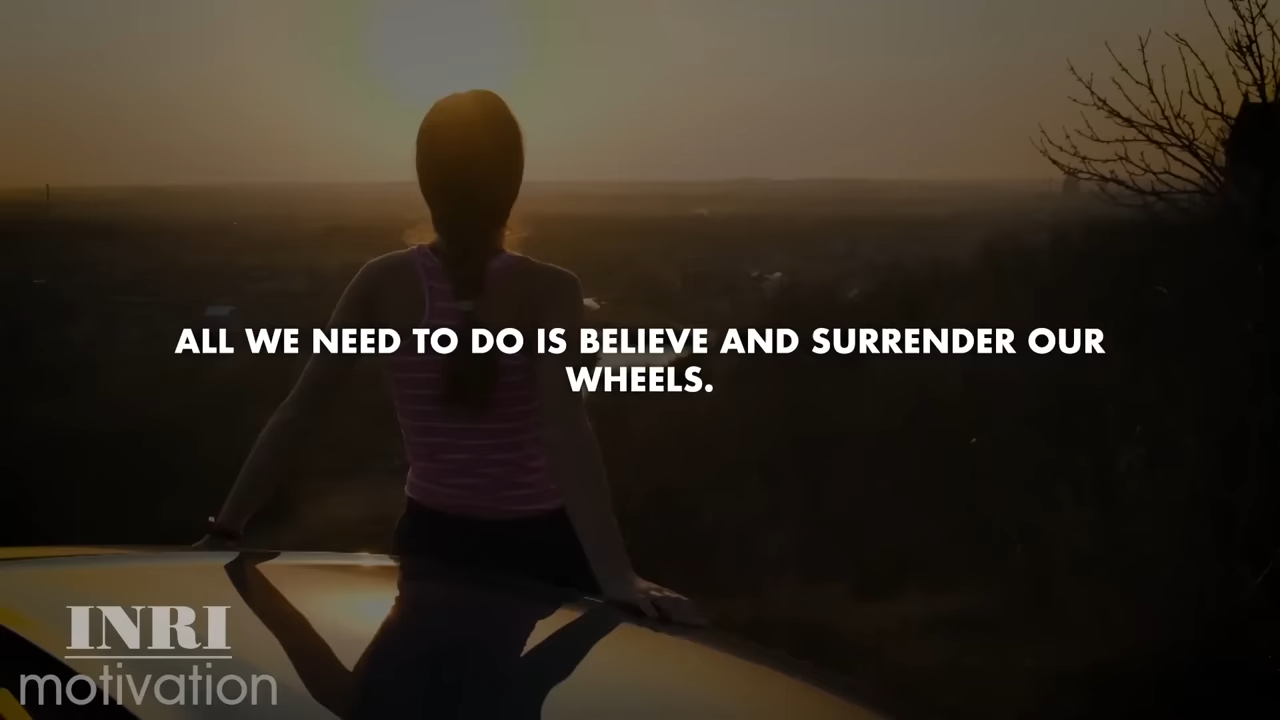 ALL WE NEED TO DO IS BELIEVE AND SURRENDER OUR
WHEELS.
INRI
motivation